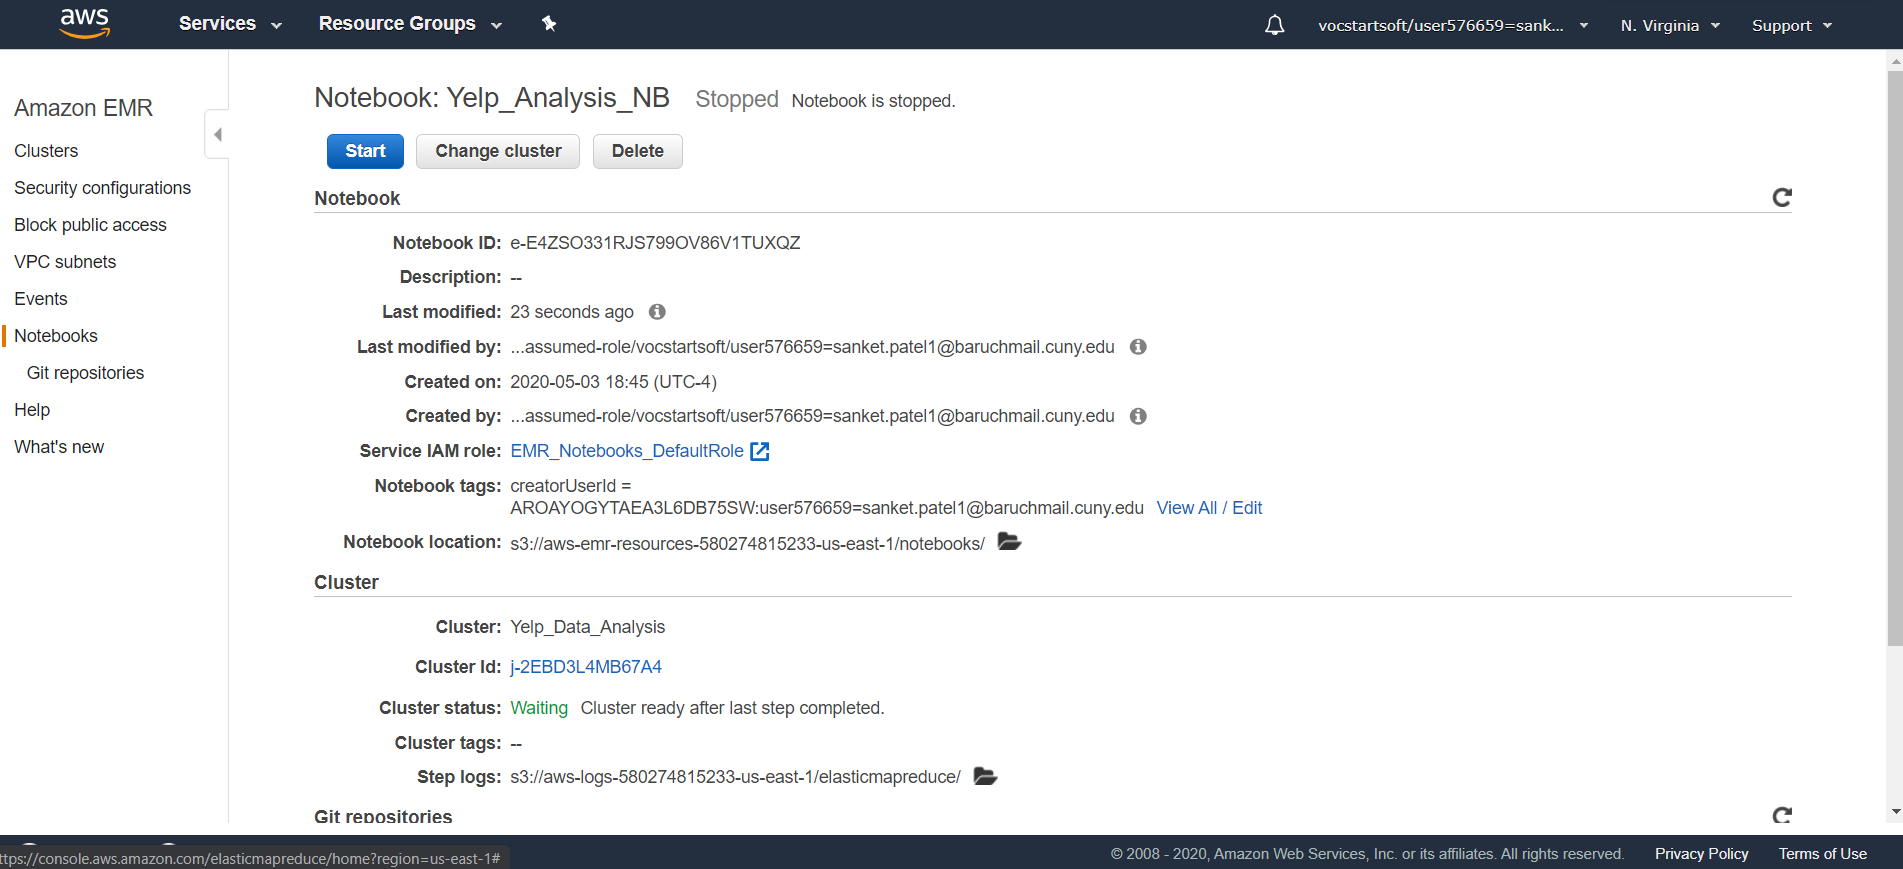 aws
Services
Resource Groups
vocstartsoft/user576659=sank...
N. Virginia
Support
Amazon EMR
Clusters
Security configurations
Block public access
VPC subnets
Events
Notebooks
Git repositories
Help
What's new
Notebook: Yelp_Analysis_NB Stopped Notebook is stopped.
Start Change cluster Delete
Notebook
Notebook ID: e-E4ZSO331RJS799OV86V1TUXQZ
Description: --
Last modified: 23 seconds ago
Last modified by: ...assumed-role/vocstartsoft/user576659=sanket.patel1@baruchmail.cuny.edu
Created on: 2020-05-03 18:45 (UTC-4)
Created by: ...assumed-role/vocstartsoft/user576659=sanket.patel1@baruchmail.cuny.edu
Service IAM role: EMR_Notebooks_DefaultRole
Notebook tags: creatorUserId =
AROAYOGYTAEA3L6DB75SW:user576659=sanket.patel1@baruchmail.cuny.edu View All / Edit
Notebook location: s3://aws-emr-resources-580274815233-us-east-1/notebooks/
Cluster
Cluster: Yelp_Data_Analysis
Cluster Id: j-2EBD3L4MB67A4
Cluster status: Waiting Cluster ready after last step completed.
Cluster tags: --
Step logs: s3://aws-logs-580274815233-us-east-1/elasticmapreduce/
Git repositories
ttps://console.aws.amazon.com/elasticmapreduce/home?region=us-east-1#
© 2008 - 2020, Amazon Web Services, Inc. or its affiliates. All rights reserved.
Privacy Policy
Terms of Use